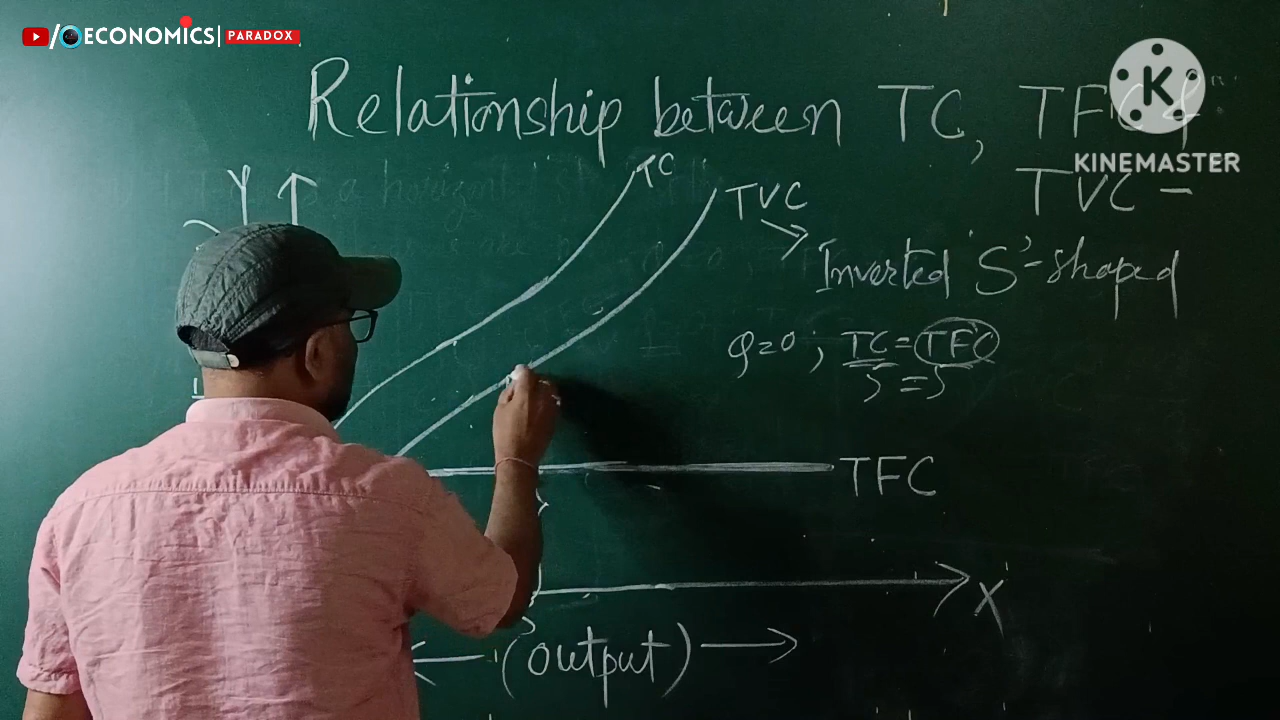 /ECONOMICS| PARADOX
Relationship between TC, TFC &
TVC -
KINEMASTER
Y
TC
TVC
Inverted 'S'-shaped
Q=0 ; TC = TFC
5 = 5
TFC
X
(output)